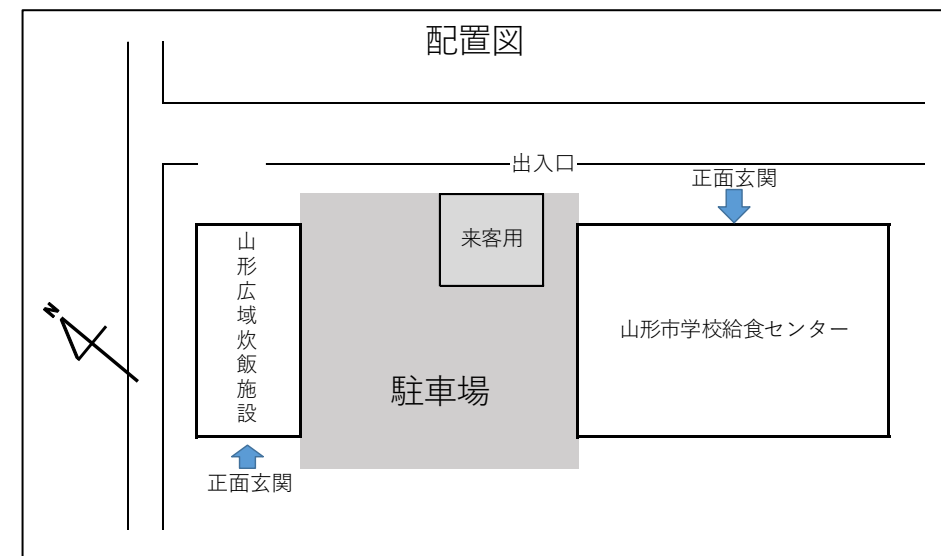 配置図
出入口
正面玄関
来客用
山形広域炊飯施設
山形市学校給食センター
駐車場
正面玄関
N